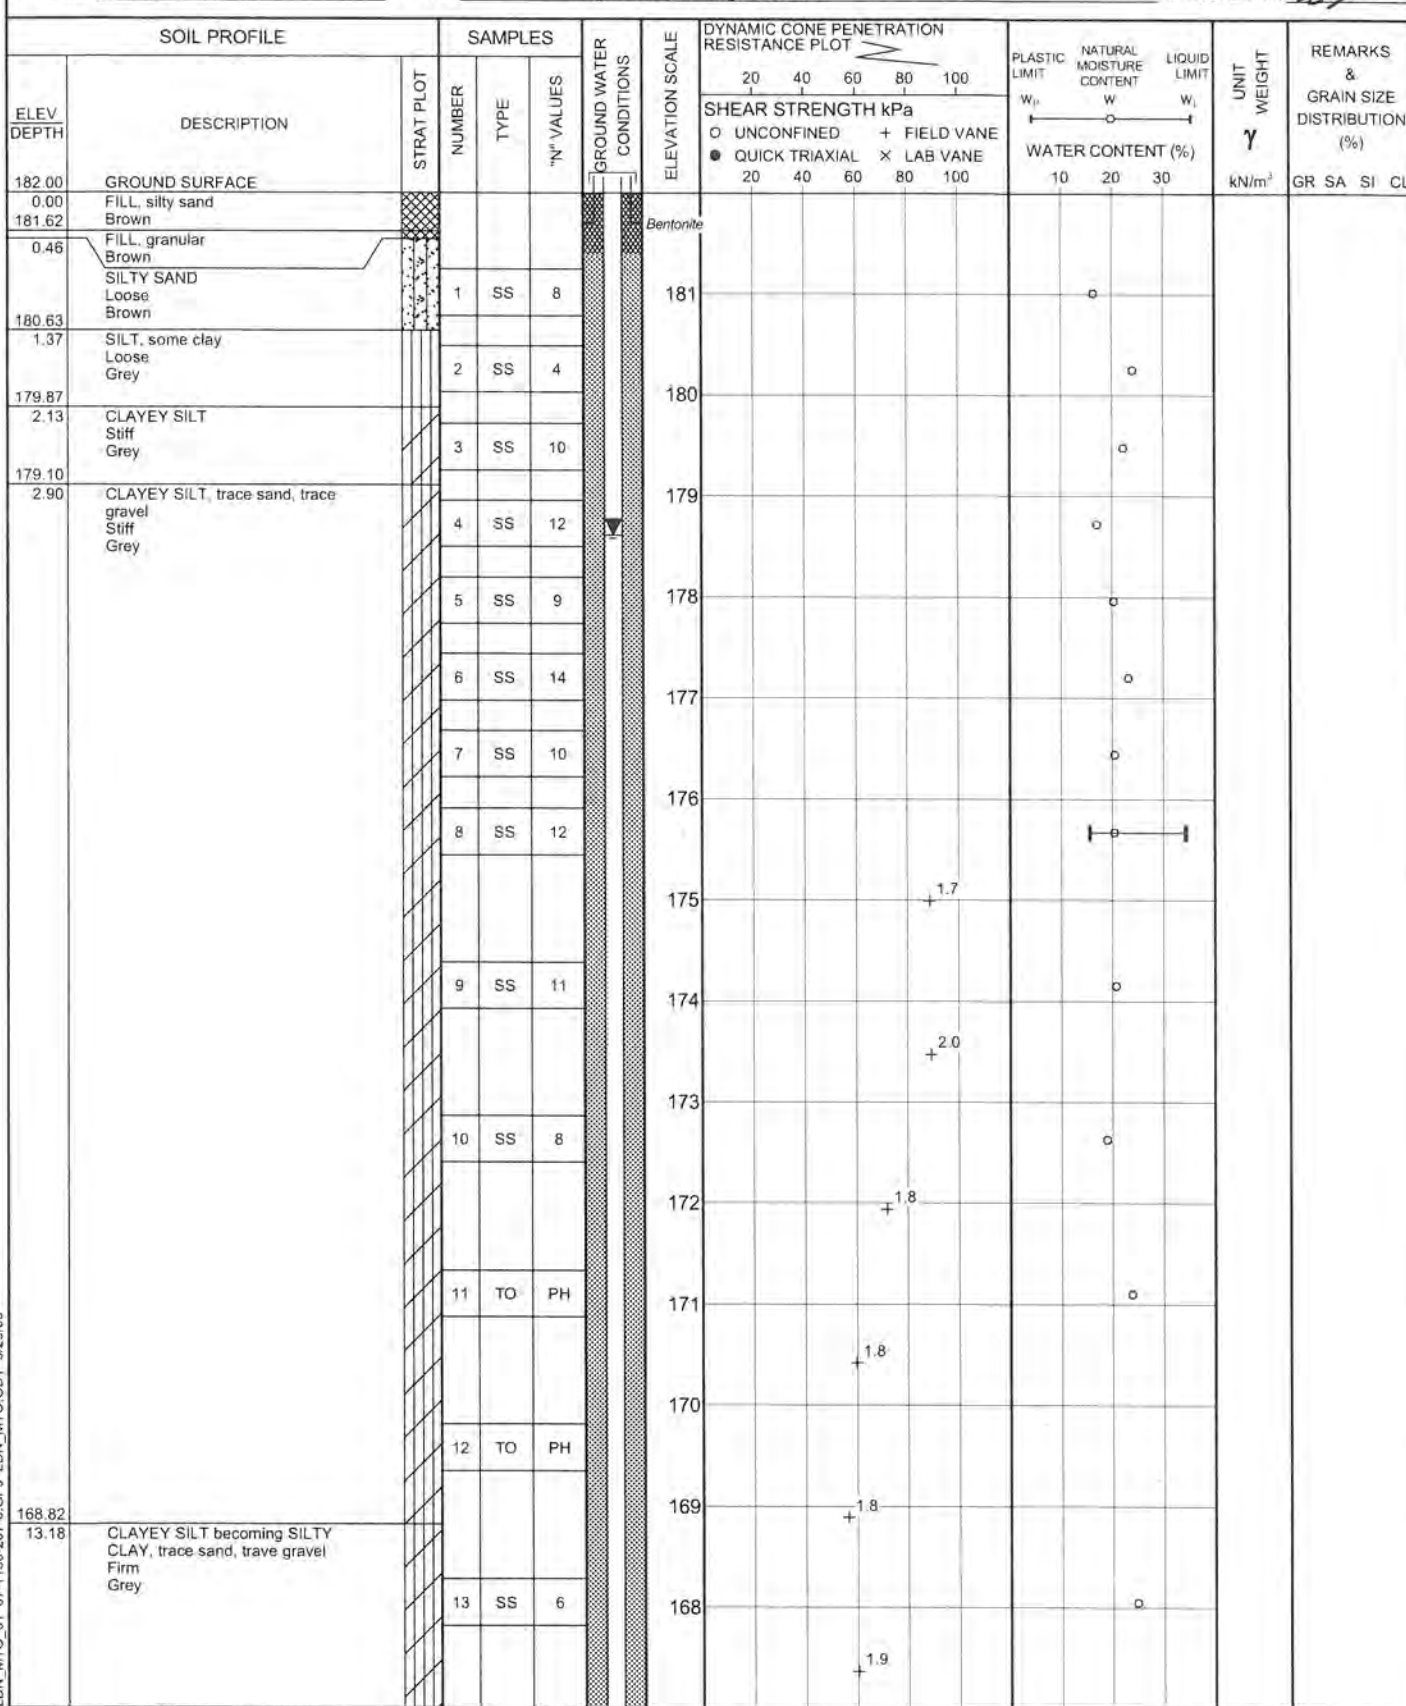 SOIL PROFILE
SAMPLES
GROUND WATER CONDITIONS
ELEVATION SCALE
DYNAMIC CONE PENETRATION
RESISTANCE PLOT
20 40 60 80 100
SHEAR STRENGTH kPa
O UNCONFINED + FIELD VANE
● QUICK TRIAXIAL × LAB VANE
PLASTIC LIMIT
NATURAL MOISTURE CONTENT
LIQUID LIMIT
W W
WATER CONTENT (%)
10 20 30
UNIT WEIGHT
γ
kN/m³
REMARKS
&
GRAIN SIZE
DISTRIBUTION
(%)
GR SA SI CL
ELEV
DEPTH
DESCRIPTION
STRAT PLOT
NUMBER
TYPE
"N" VALUES
182.00 GROUND SURFACE
0.00 FILL, silty sand
181.62 Brown
Bentonite
0.46 FILL, granular
Brown
SILTY SAND
Loose
Brown
1 SS 8
181
180.63
1.37 SILT, some clay
Loose
Grey
2 SS 4
180
179.87
2.13 CLAYEY SILT
Stiff
Grey
3 SS 10
179.10
2.90 CLAYEY SILT, trace sand, trace
gravel
Stiff
Grey
179
4 SS 12
5 SS 9
178
6 SS 14
177
7 SS 10
176
8 SS 12
175
1.7
9 SS 11
174
2.0
173
10 SS 8
172
1.8
11 TO PH
171
1.8
170
12 TO PH
169
1.8
168.82
13.18 CLAYEY SILT becoming SILTY
CLAY, trace sand, trave gravel
Firm
Grey
13 SS 6
168
1.9